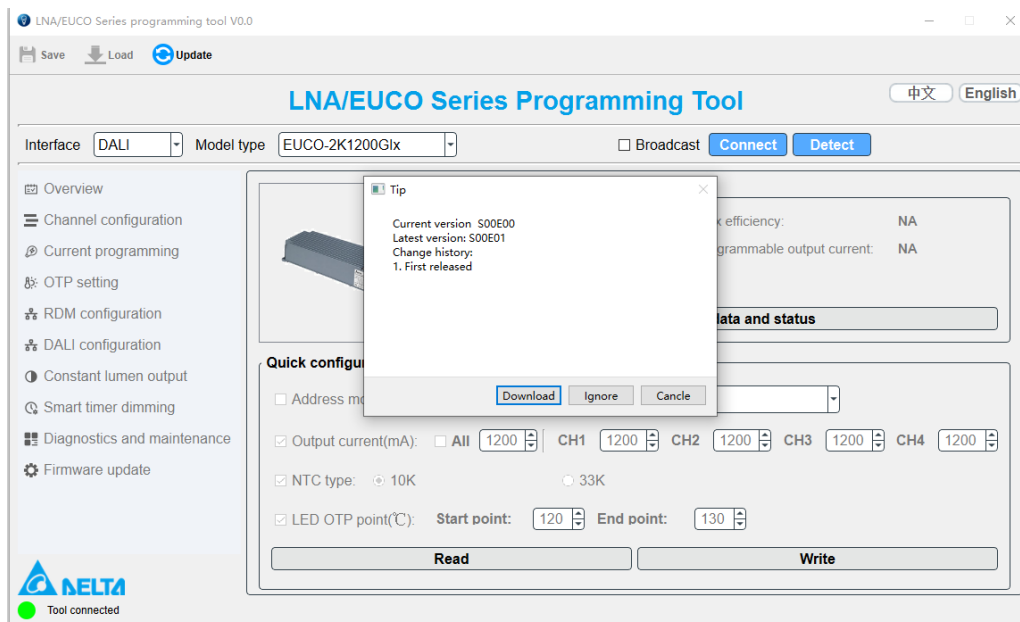 LNA/EUCO Series programming tool V0.0
Save Load Update
LNA/EUCO Series Programming Tool
中文 English
Interface DALI Model type EUCO-2K1200GIx Broadcast Connect Detect
Overview
Channel configuration
Current programming
OTP setting
RDM configuration
DALI configuration
Constant lumen output
Smart timer dimming
Diagnostics and maintenance
Firmware update
Tip
Current version S00E00
Latest version: S00E01
Change history:
1. First released
Download Ignore Cancle
efficiency: NA
output current: NA
and status
Quick
Address
Output current(mA): All 1200 CH1 1200 CH2 1200 CH3 1200 CH4 1200
NTC type: 10K 33K
LED OTP point(℃): Start point: 120 End point: 130
Read Write
DELTA
Tool connected